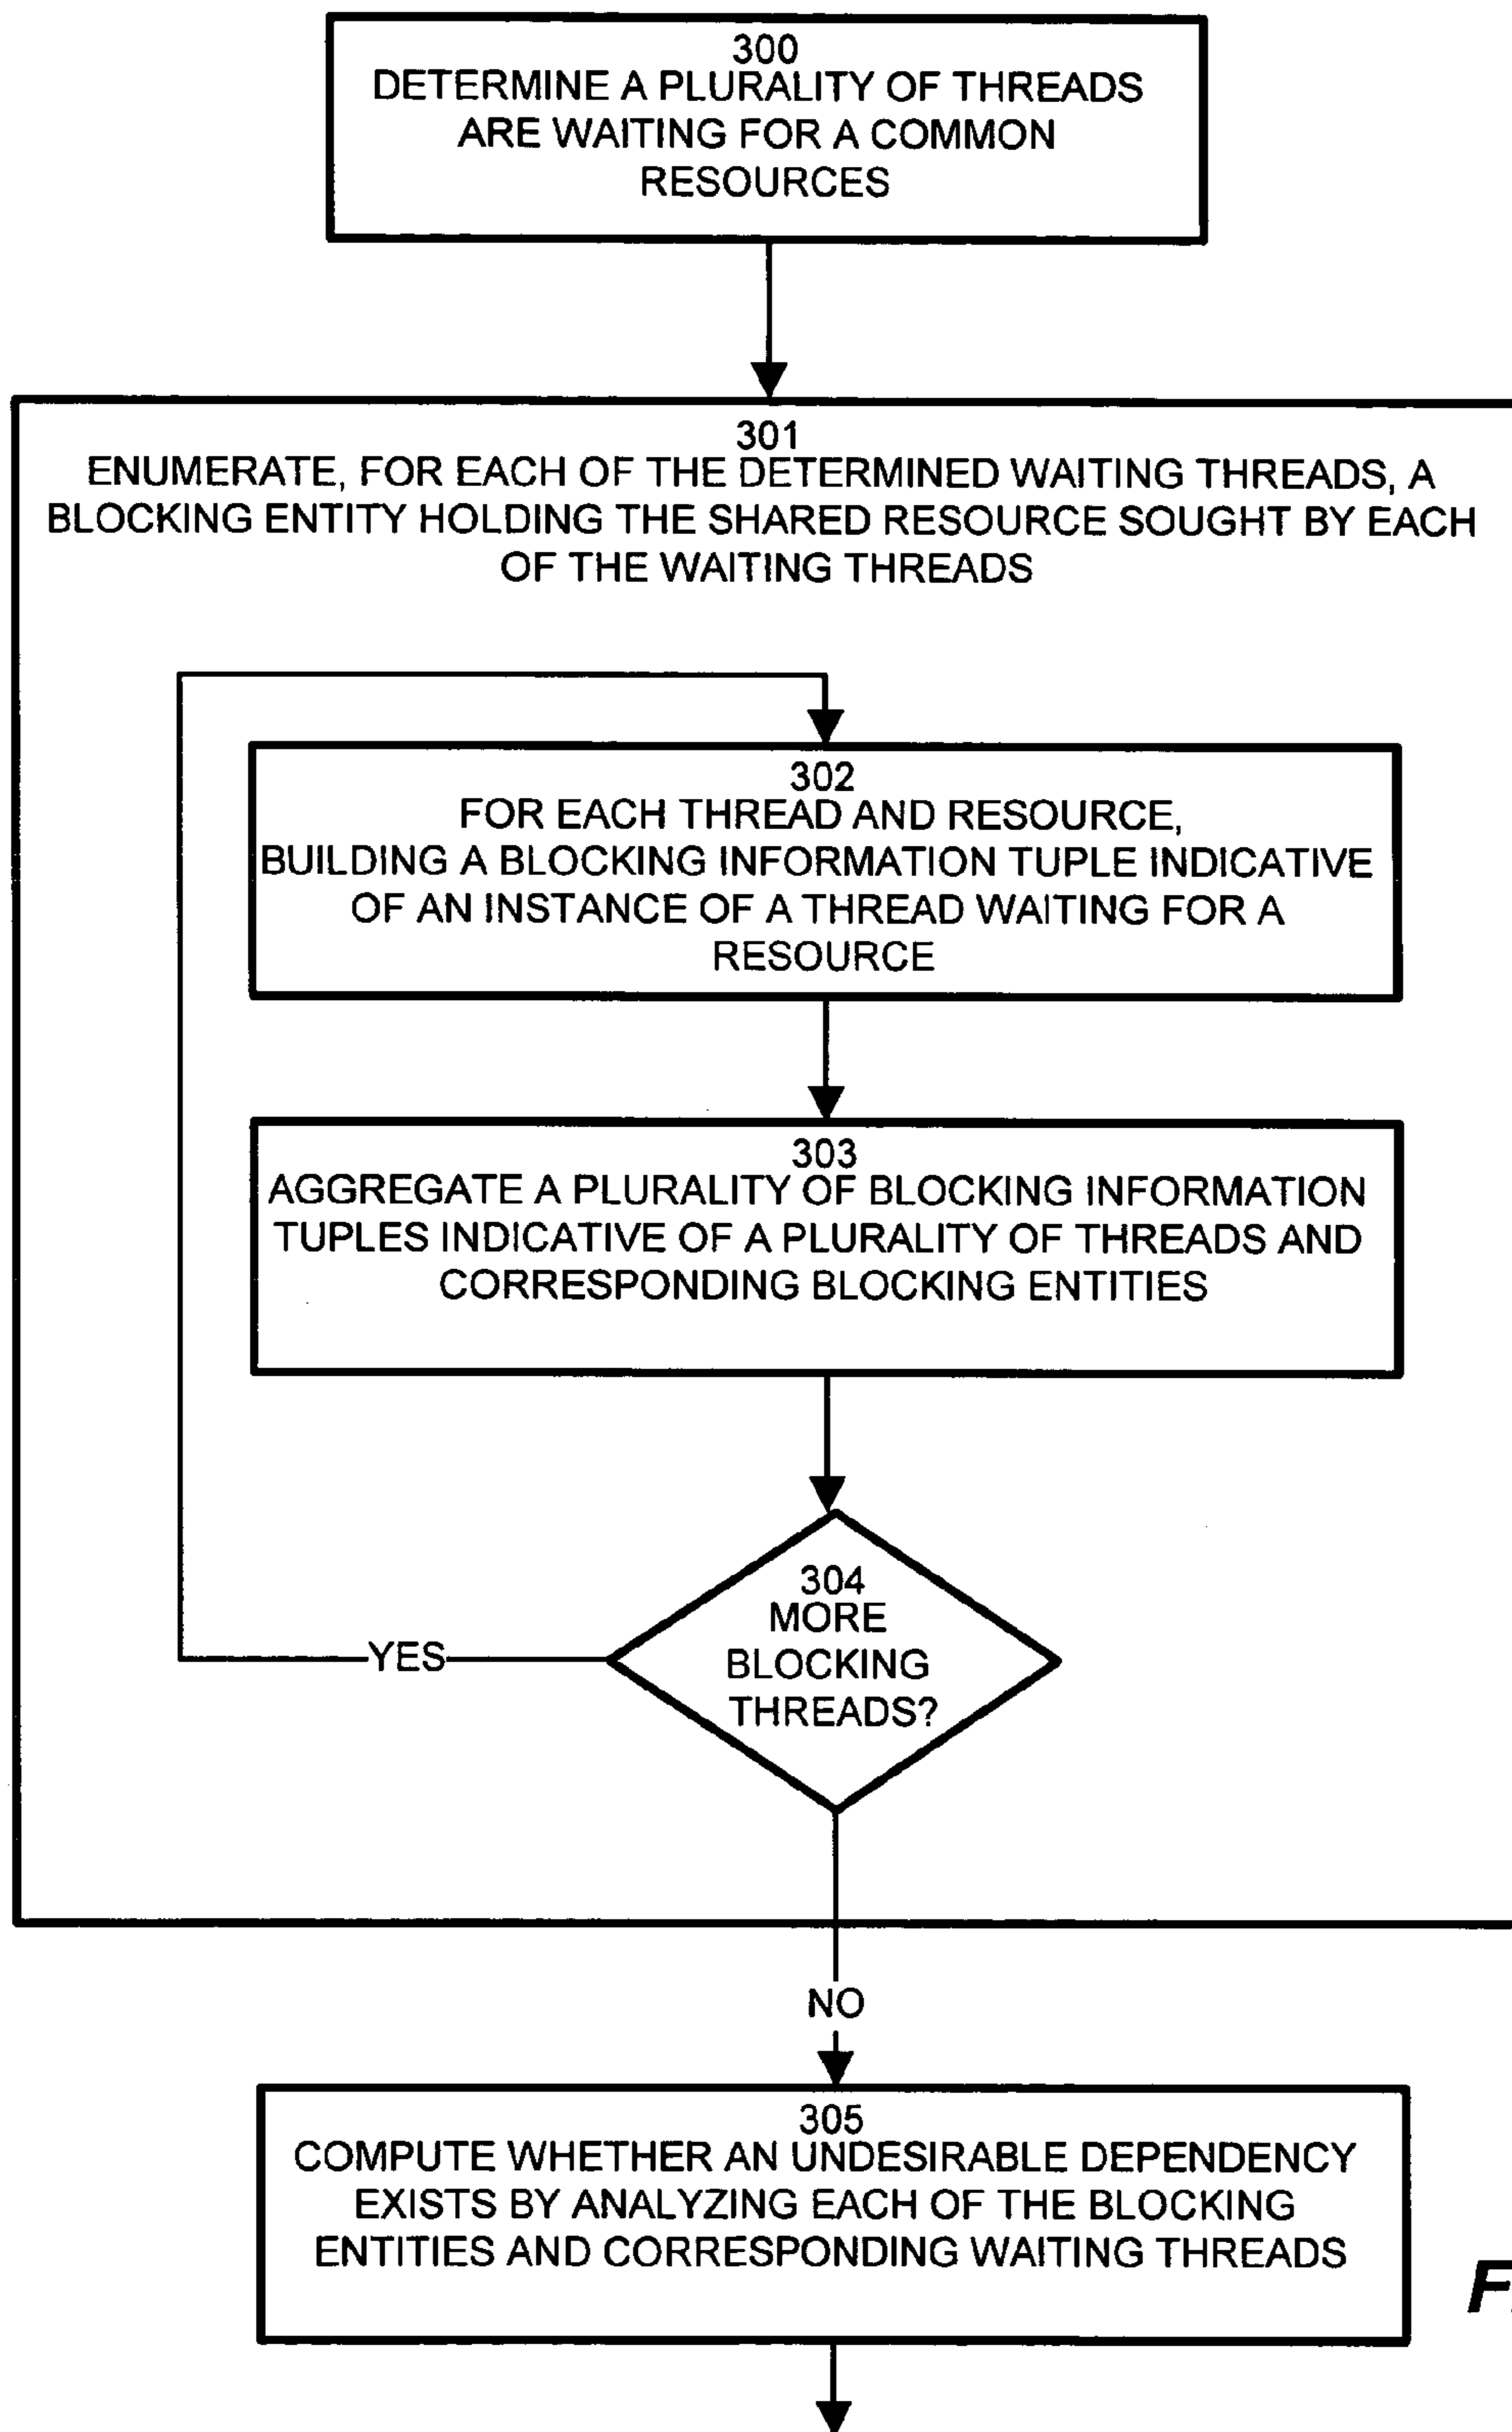 300
DETERMINE A PLURALITY OF THREADS
ARE WAITING FOR A COMMON
RESOURCES
301
ENUMERATE, FOR EACH OF THE DETERMINED WAITING THREADS, A
BLOCKING ENTITY HOLDING THE SHARED RESOURCE SOUGHT BY EACH
OF THE WAITING THREADS
302
FOR EACH THREAD AND RESOURCE,
BUILDING A BLOCKING INFORMATION TUPLE INDICATIVE
OF AN INSTANCE OF A THREAD WAITING FOR A
RESOURCE
303
AGGREGATE A PLURALITY OF BLOCKING INFORMATION
TUPLES INDICATIVE OF A PLURALITY OF THREADS AND
CORRESPONDING BLOCKING ENTITIES
304
MORE
BLOCKING
THREADS?
YES
NO
305
COMPUTE WHETHER AN UNDESIRABLE DEPENDENCY
EXISTS BY ANALYZING EACH OF THE BLOCKING
ENTITIES AND CORRESPONDING WAITING THREADS